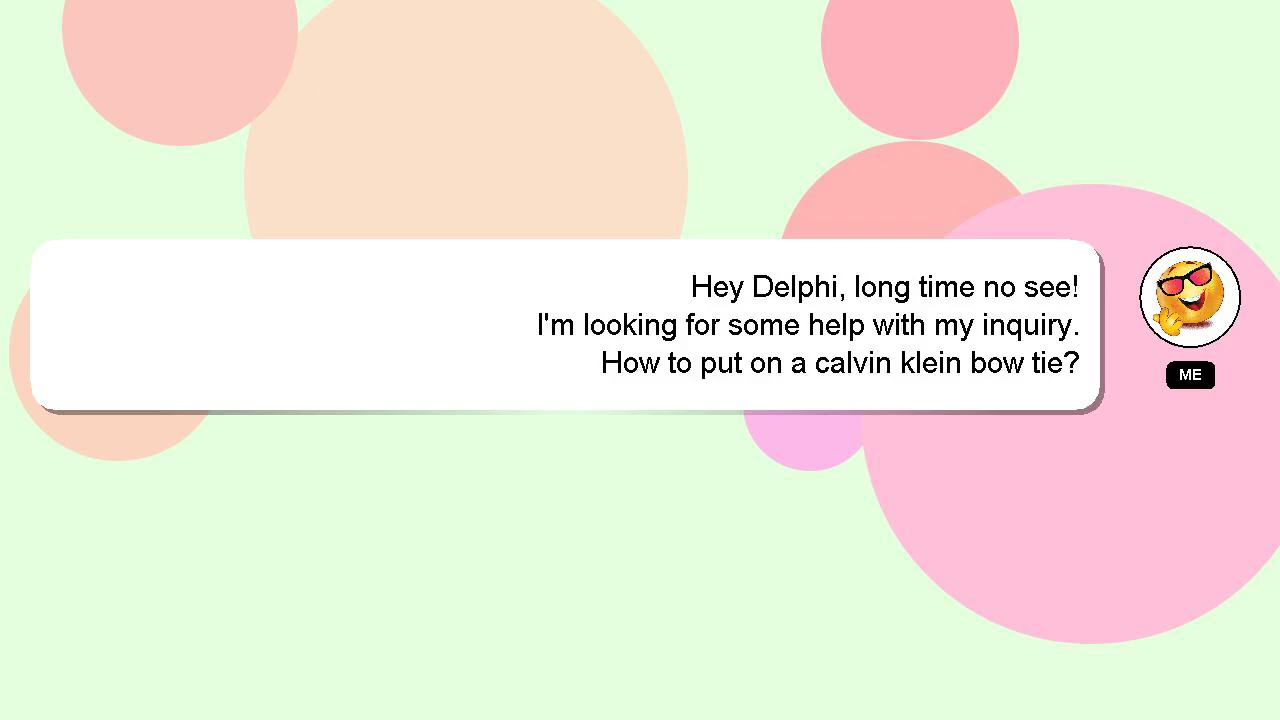 Hey Delphi, long time no see!
I'm looking for some help with my inquiry.
How to put on a calvin klein bow tie?
ME